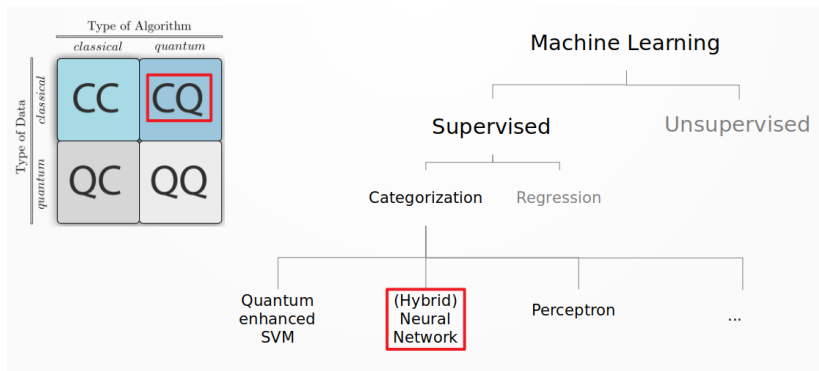 Type of Algorithm
classical quantum
Type of Data
classical
quantum
CC CQ
QC QQ
Machine Learning
Supervised Unsupervised
Categorization Regression
Quantum
enhanced
SVM
(Hybrid)
Neural
Network
Perceptron
...